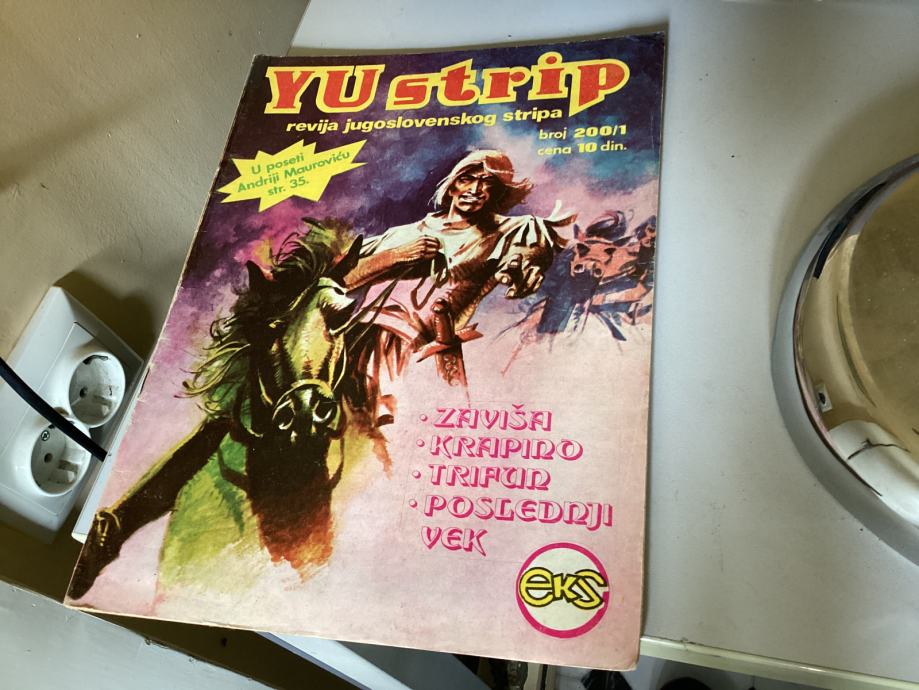 YU strip
revija jugoslovenskog stripa
broj 200/1
cena 10 din.
U poseti
Andriji Mauroviću
str. 35.
• ZAVIŠA
• KRAPINO
• TRIFUN
• POSLEDNJI
VEK
eks